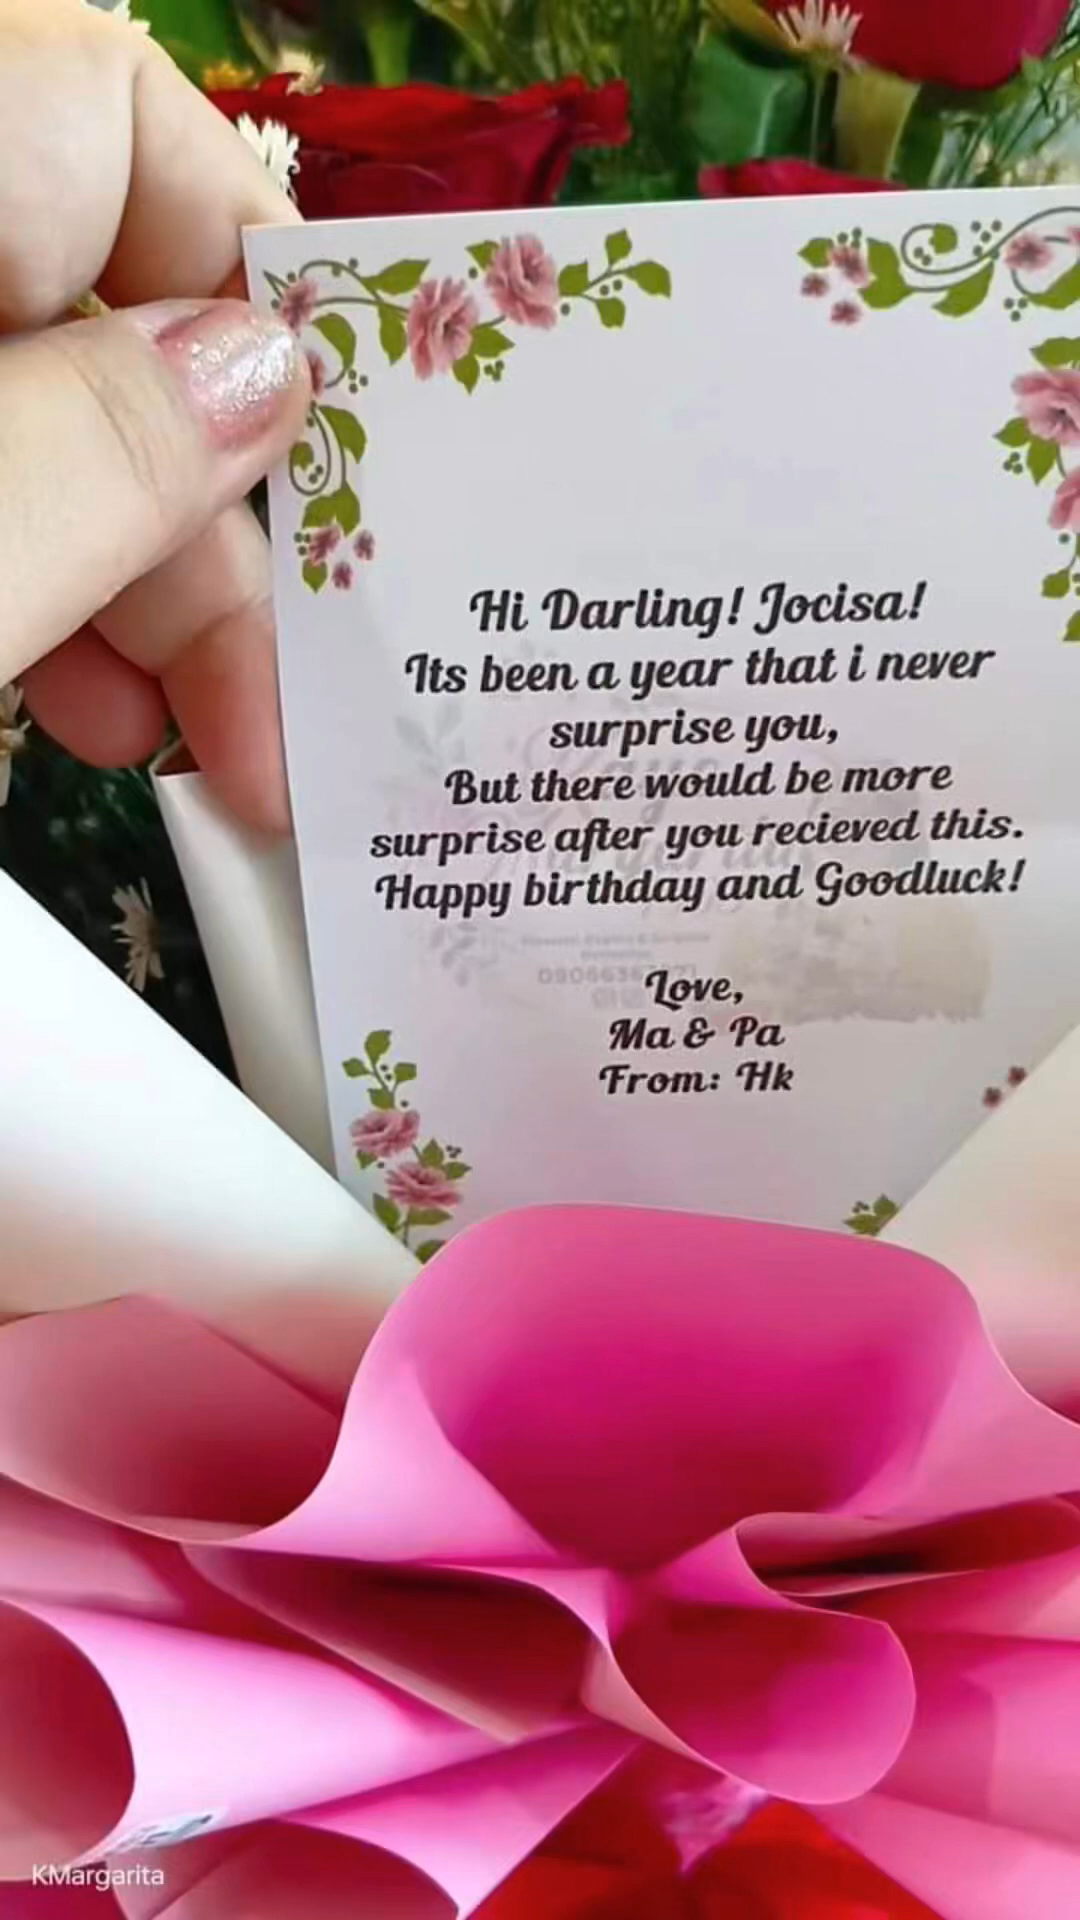 Hi Darling! Jocisa!
Its been a year that i never
surprise you,
But there would be more
surprise after you recieved this.
Happy birthday and Goodluck!
Love,
Ma & Pa
From: Hk
KMargarita